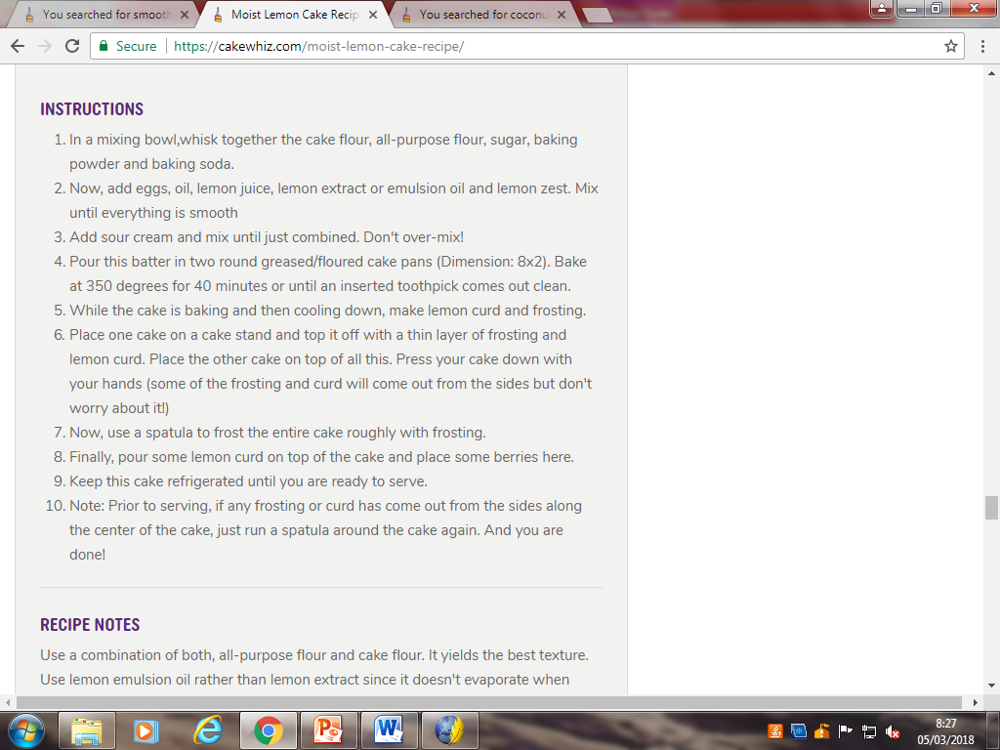 You searched for smooth
Moist Lemon Cake Recip
You searched for coconu
Secure
https://cakewhiz.com/moist-lemon-cake-recipe/
INSTRUCTIONS
1. In a mixing bowl,whisk together the cake flour, all-purpose flour, sugar, baking
powder and baking soda.
2. Now, add eggs, oil, lemon juice, lemon extract or emulsion oil and lemon zest. Mix
until everything is smooth
3. Add sour cream and mix until just combined. Don't over-mix!
4. Pour this batter in two round greased/floured cake pans (Dimension: 8x2). Bake
at 350 degrees for 40 minutes or until an inserted toothpick comes out clean.
5. While the cake is baking and then cooling down, make lemon curd and frosting.
6. Place one cake on a cake stand and top it off with a thin layer of frosting and
lemon curd. Place the other cake on top of all this. Press your cake down with
your hands (some of the frosting and curd will come out from the sides but don't
worry about it!)
7. Now, use a spatula to frost the entire cake roughly with frosting.
8. Finally, pour some lemon curd on top of the cake and place some berries here.
9. Keep this cake refrigerated until you are ready to serve.
10. Note: Prior to serving, if any frosting or curd has come out from the sides along
the center of the cake, just run a spatula around the cake again. And you are
done!
RECIPE NOTES
Use a combination of both, all-purpose flour and cake flour. It yields the best texture.
Use lemon emulsion oil rather than lemon extract since it doesn't evaporate when
8:27
05/03/2018